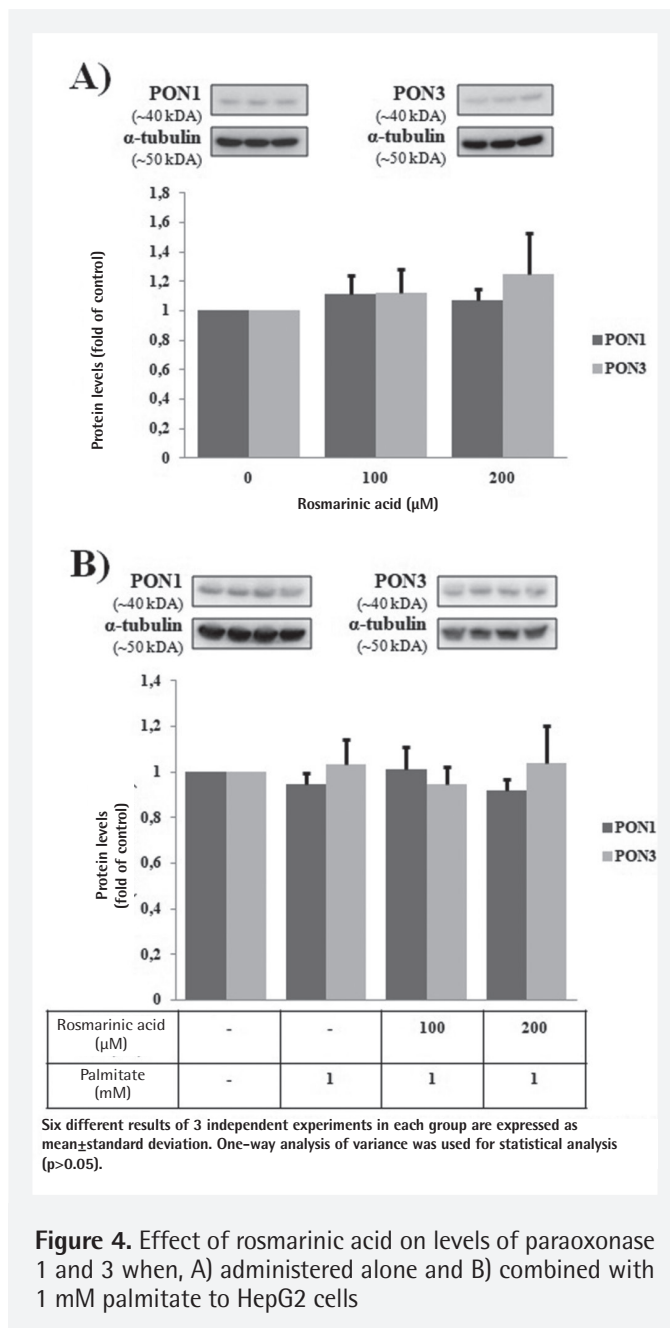 A)
PON1
(~40 kDA)
α-tubulin
(~50 kDA)
PON3
(~40 kDA)
α-tubulin
(~50 kDA)
Protein levels (fold of control)
1,8
1,6
1,4
1,2
1
0,8
0,6
0,4
0,2
0
0 100 200
Rosmarinic acid (µM)
PON1
PON3
B)
PON1
(~40 kDA)
α-tubulin
(~50 kDA)
PON3
(~40 kDA)
α-tubulin
(~50 kDA)
Protein levels
(fold of control)
1,4
1,2
1
0,8
0,6
0,4
0,2
0
PON1
PON3
Rosmarinic acid
(µM)
- - 100 200
Palmitate
(mM)
- 1 1 1
Six different results of 3 independent experiments in each group are expressed as
mean±standard deviation. One-way analysis of variance was used for statistical analysis
(p>0.05).
Figure 4. Effect of rosmarinic acid on levels of paraoxonase
1 and 3 when, A) administered alone and B) combined with
1 mM palmitate to HepG2 cells